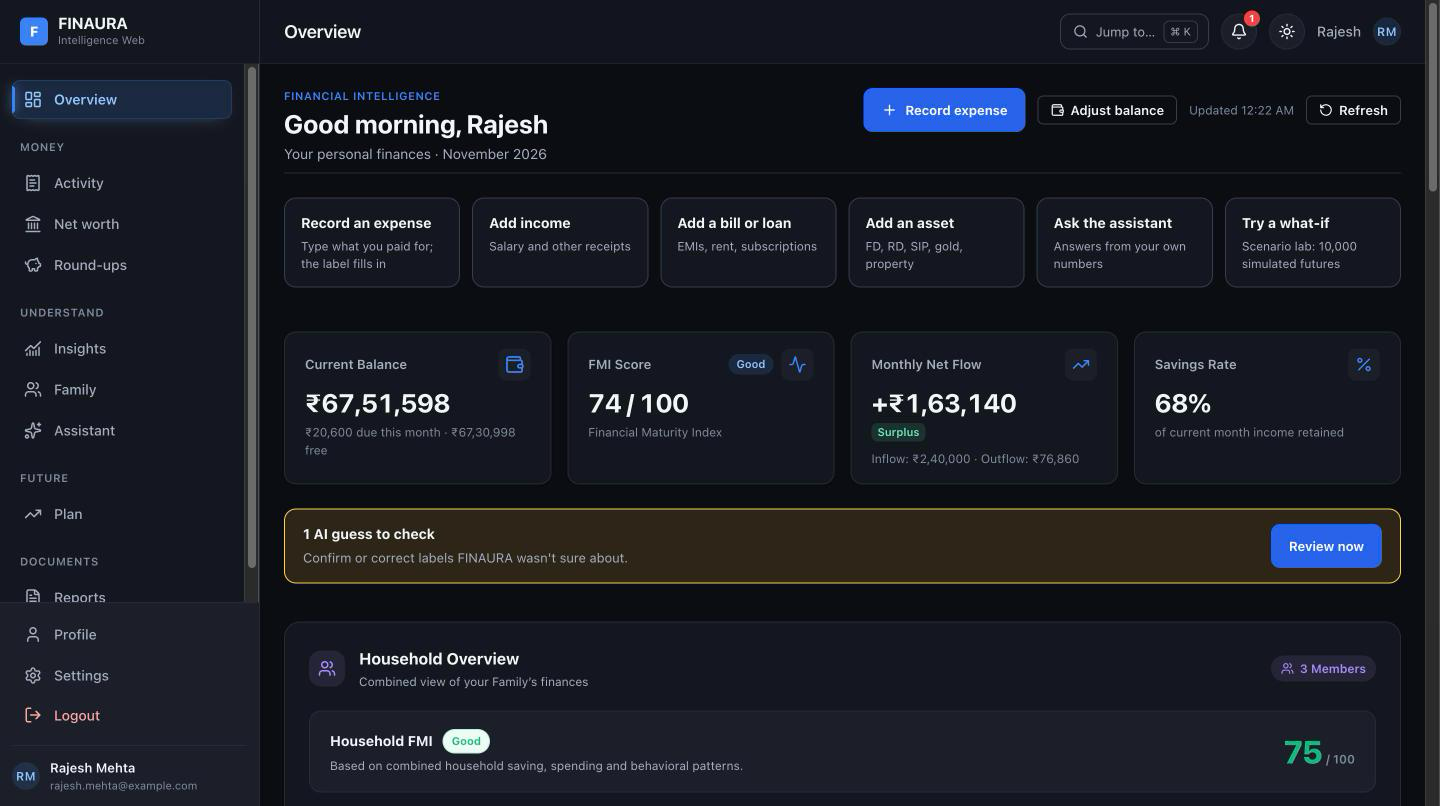 F
FINAURA
Intelligence Web
Overview
MONEY
Activity
Net worth
Round-ups
UNDERSTAND
Insights
Family
Assistant
FUTURE
Plan
DOCUMENTS
Reports
Profile
Settings
Logout
RM
Rajesh Mehta
rajesh.mehta@example.com
Overview
Jump to...
⌘ K
1
Rajesh
RM
FINANCIAL INTELLIGENCE
Good morning, Rajesh
Your personal finances · November 2026
+ Record expense
Adjust balance
Updated 12:22 AM
Refresh
Record an expense
Type what you paid for;
the label fills in
Add income
Salary and other receipts
Add a bill or loan
EMIs, rent, subscriptions
Add an asset
FD, RD, SIP, gold,
property
Ask the assistant
Answers from your own
numbers
Try a what-if
Scenario lab: 10,000
simulated futures
Current Balance
₹67,51,598
₹20,600 due this month · ₹67,30,998
free
FMI Score
Good
74 / 100
Financial Maturity Index
Monthly Net Flow
+₹1,63,140
Surplus
Inflow: ₹2,40,000 · Outflow: ₹76,860
Savings Rate
68%
of current month income retained
1 AI guess to check
Confirm or correct labels FINAURA wasn't sure about.
Review now
Household Overview
Combined view of your Family's finances
3 Members
Household FMI
Good
Based on combined household saving, spending and behavioral patterns.
75 / 100